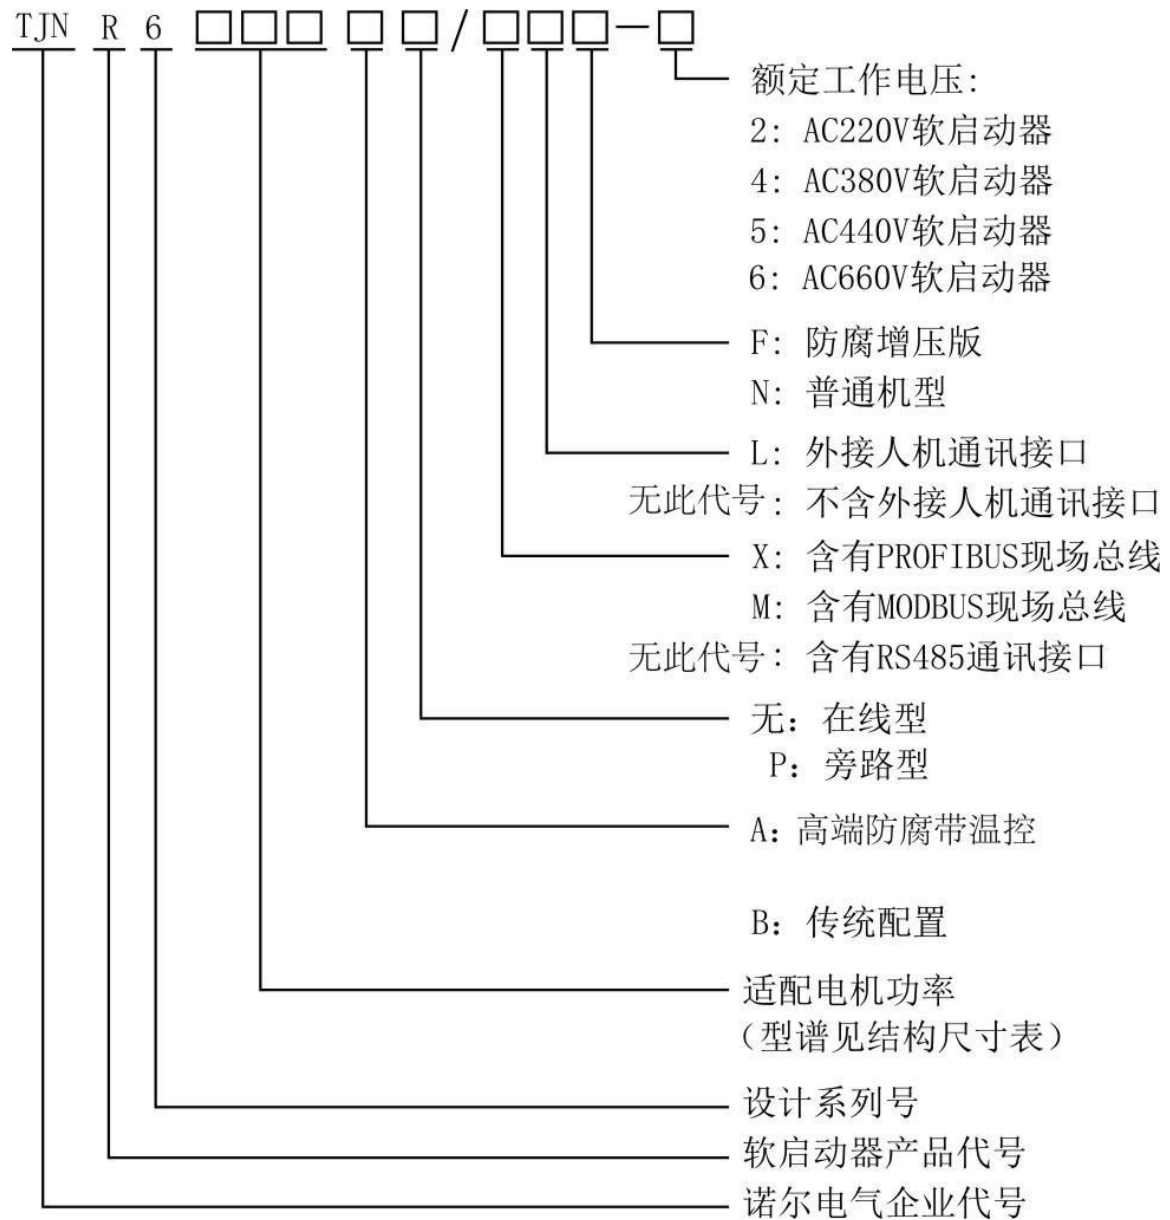 TJN R 6 □□□ □ □ / □□□－□
额定工作电压:
2: AC220V软启动器
4: AC380V软启动器
5: AC440V软启动器
6: AC660V软启动器
F: 防腐增压版
N: 普通机型
L: 外接人机通讯接口
无此代号: 不含外接人机通讯接口
X: 含有PROFIBUS现场总线
M: 含有MODBUS现场总线
无此代号: 含有RS485通讯接口
无: 在线型
P: 旁路型
A: 高端防腐带温控
B: 传统配置
适配电机功率
（型谱见结构尺寸表）
设计系列号
软启动器产品代号
诺尔电气企业代号